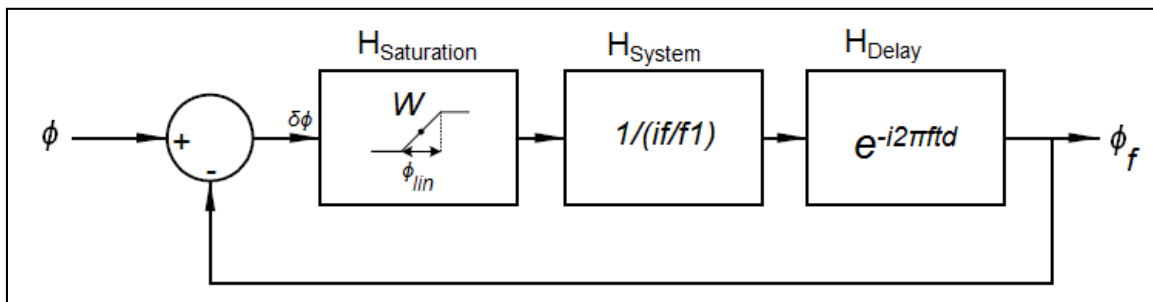 H_Saturation H_System H_Delay
W
ϕ + δϕ 1/(if/f1) e^-i2πftd ϕ_f
-
ϕ_lin